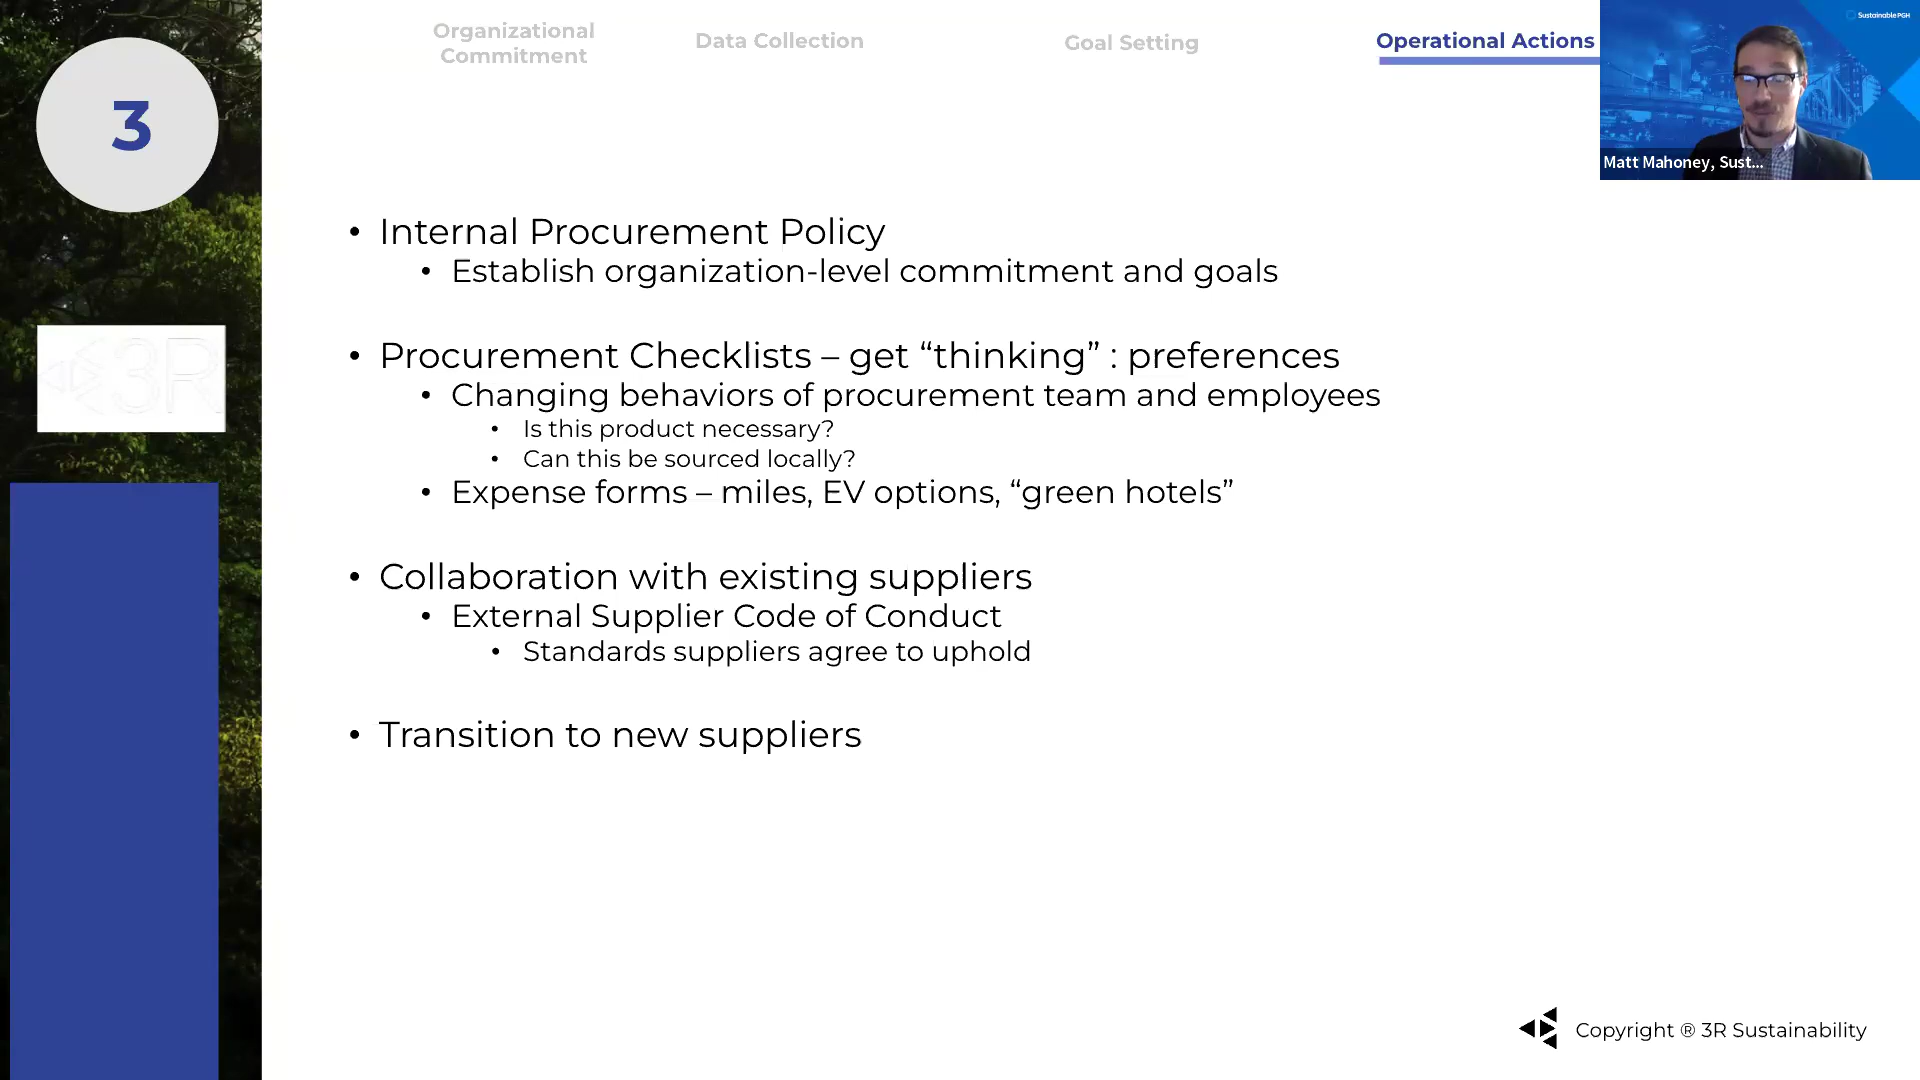 3
3R
Organizational
Commitment
Data Collection
Goal Setting
Operational Actions
SustainablePGH
Matt Mahoney, Sust...
• Internal Procurement Policy
• Establish organization-level commitment and goals
• Procurement Checklists – get “thinking” : preferences
• Changing behaviors of procurement team and employees
• Is this product necessary?
• Can this be sourced locally?
• Expense forms – miles, EV options, “green hotels”
• Collaboration with existing suppliers
• External Supplier Code of Conduct
• Standards suppliers agree to uphold
• Transition to new suppliers
Copyright ® 3R Sustainability